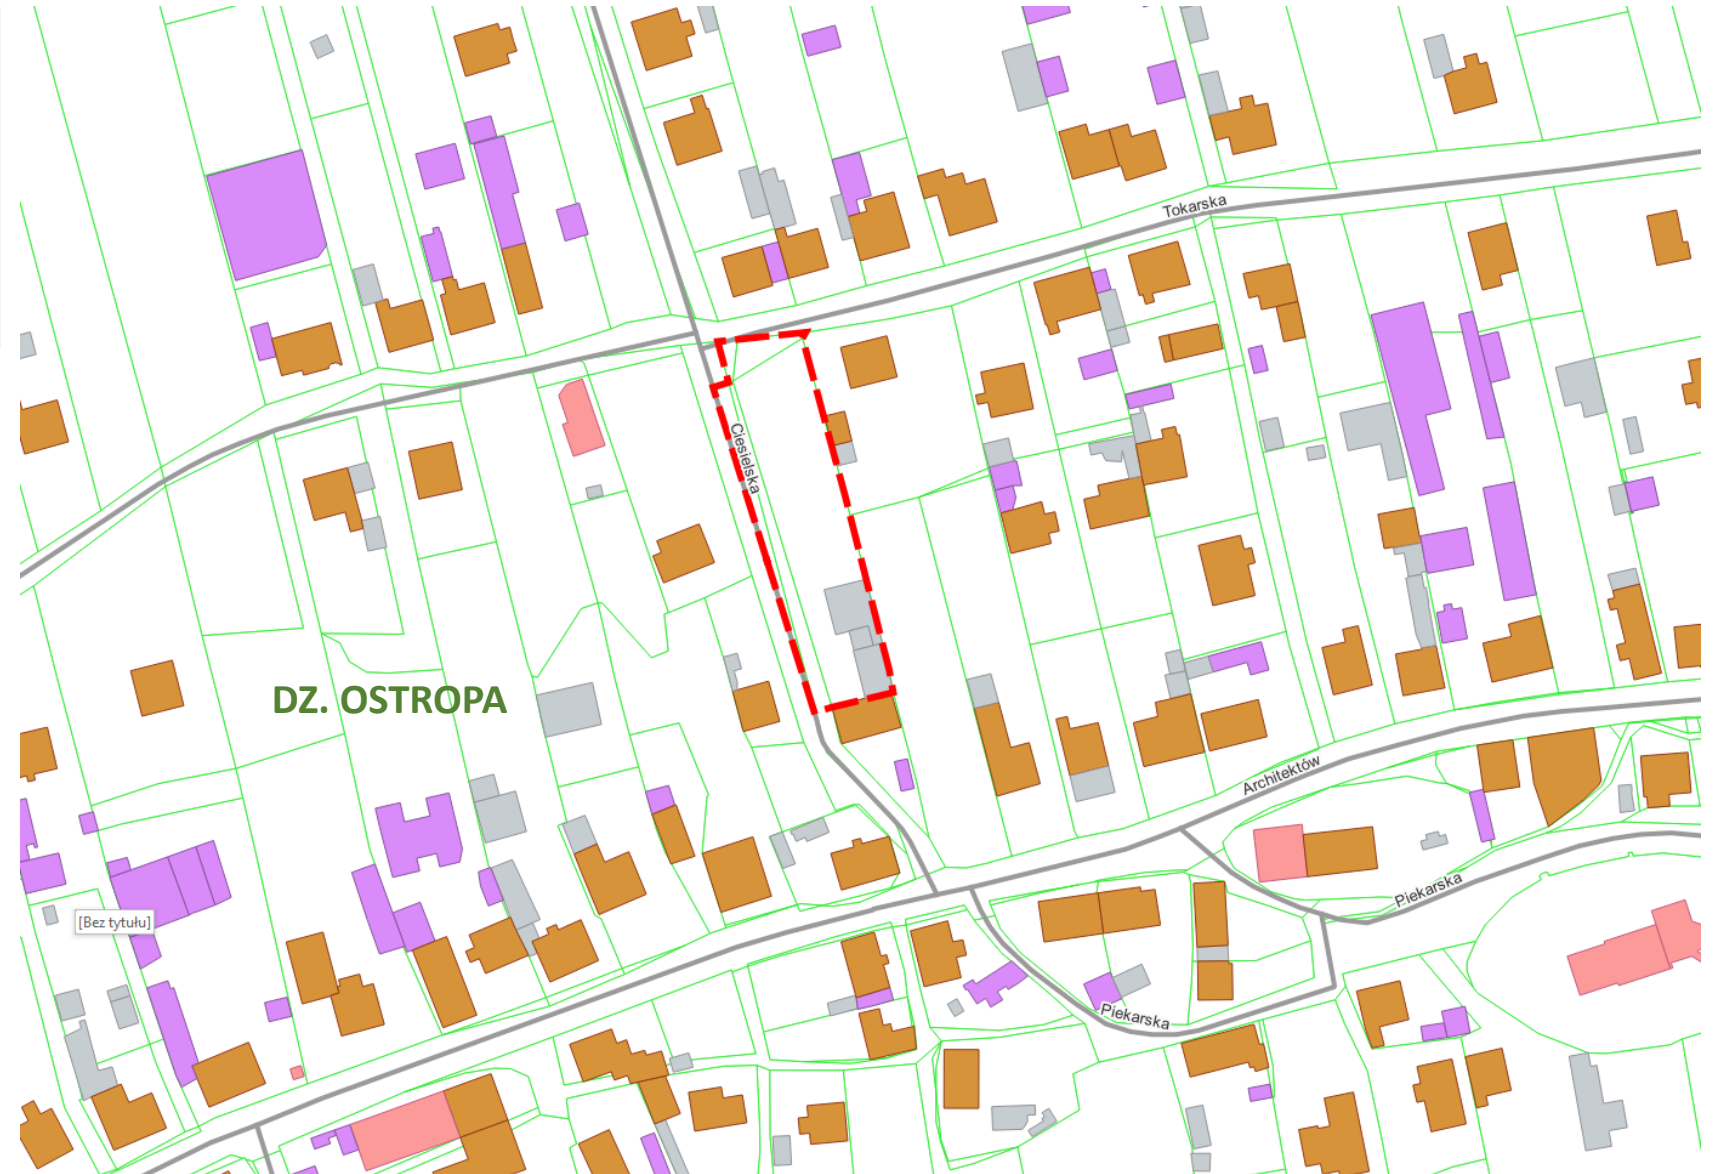 Tokarska
Ciesielska
DZ. OSTROPA
Architektów
Piekarska
[Bez tytułu]
Piekarska